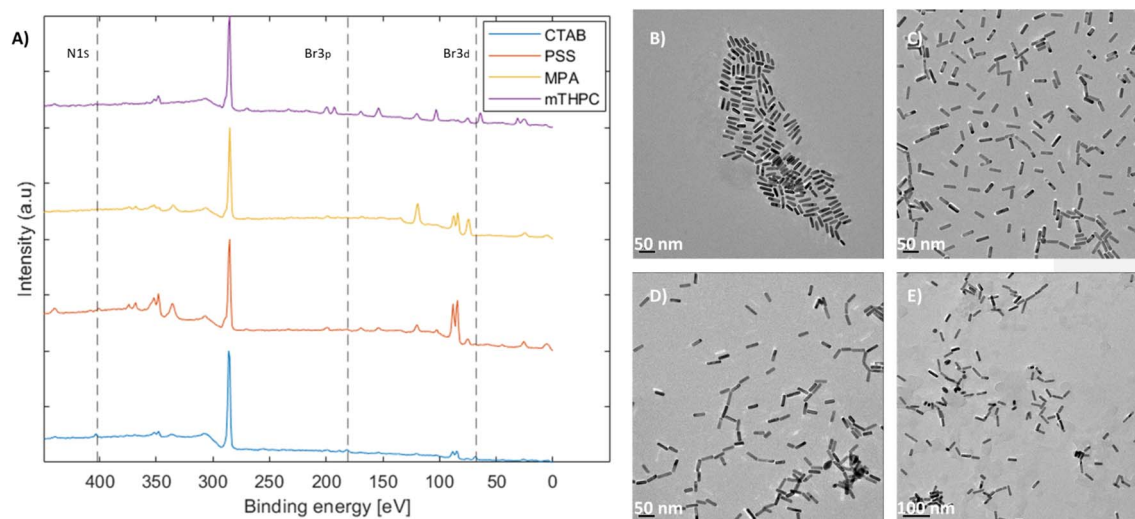 A)
N1s
Br3p
Br3d
CTAB
PSS
MPA
mTHPC
Intensity (a.u)
400
350
300
250
200
150
100
50
0
Binding energy [eV]
B)
50 nm
C)
50 nm
D)
50 nm
E)
100 nm